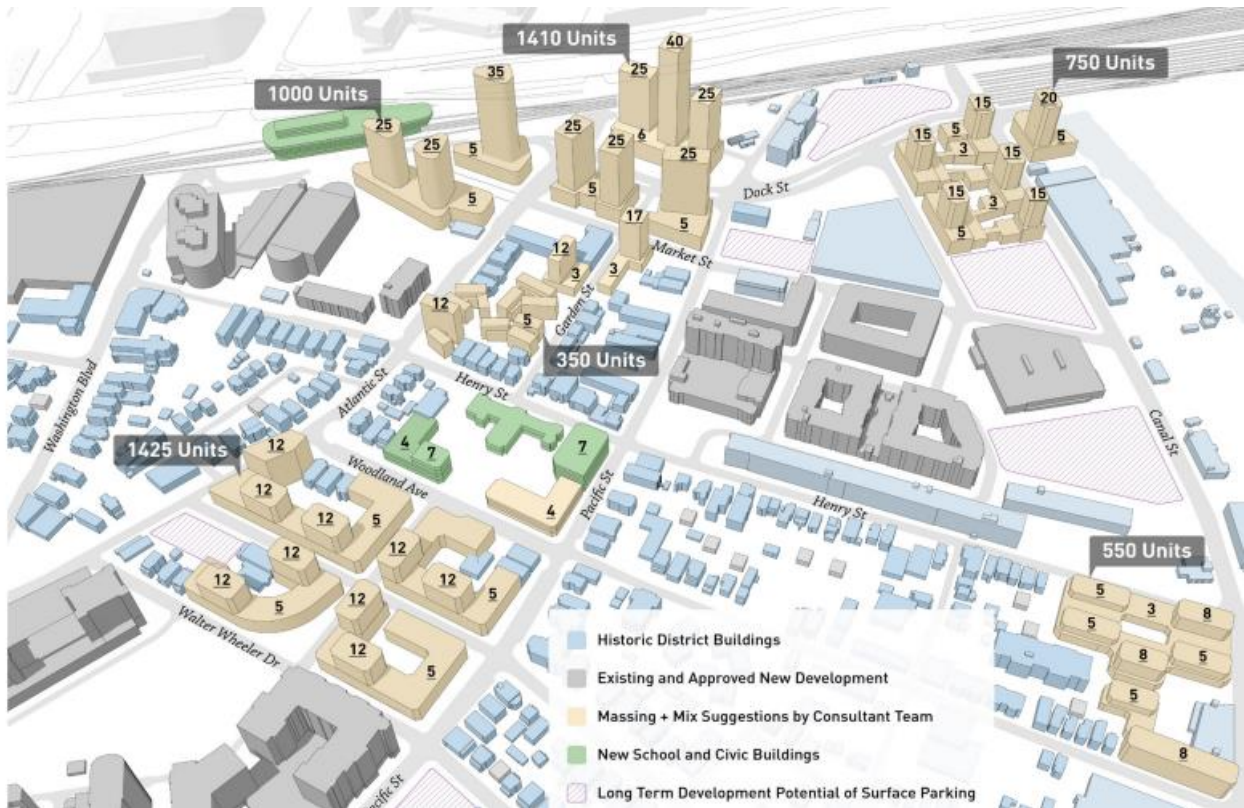 40
1410 Units
25
35
25
750 Units
20
15
1000 Units
25
25
25
6
5
15
5
3
15
5
25
5
5
25
15
3
15
15
5
Dock St
17
5
Market St
12
3
3
Garden St
12
5
350 Units
Washington Blvd
Atlantic St
Henry St
Canal St
1425 Units
12
4
7
7
Woodland Ave
12
12
5
4
Pacific St
Henry St
550 Units
12
12
12
12
5
5
12
5
3
8
5
8
5
5
8
Walter Wheeler Dr
12
5
Pacific St
Historic District Buildings
Existing and Approved New Development
Massing + Mix Suggestions by Consultant Team
New School and Civic Buildings
Long Term Development Potential of Surface Parking